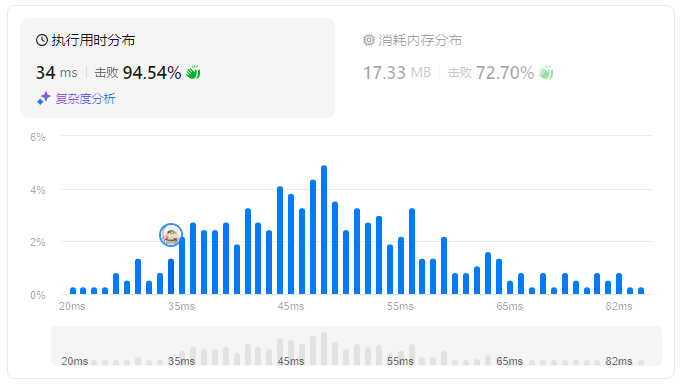 执行用时分布
34 ms 击败 94.54%
复杂度分析
消耗内存分布
17.33 MB 击败 72.70%
6%
4%
2%
0%
20ms 35ms 45ms 55ms 65ms 82ms
20ms 35ms 45ms 55ms 65ms 82ms